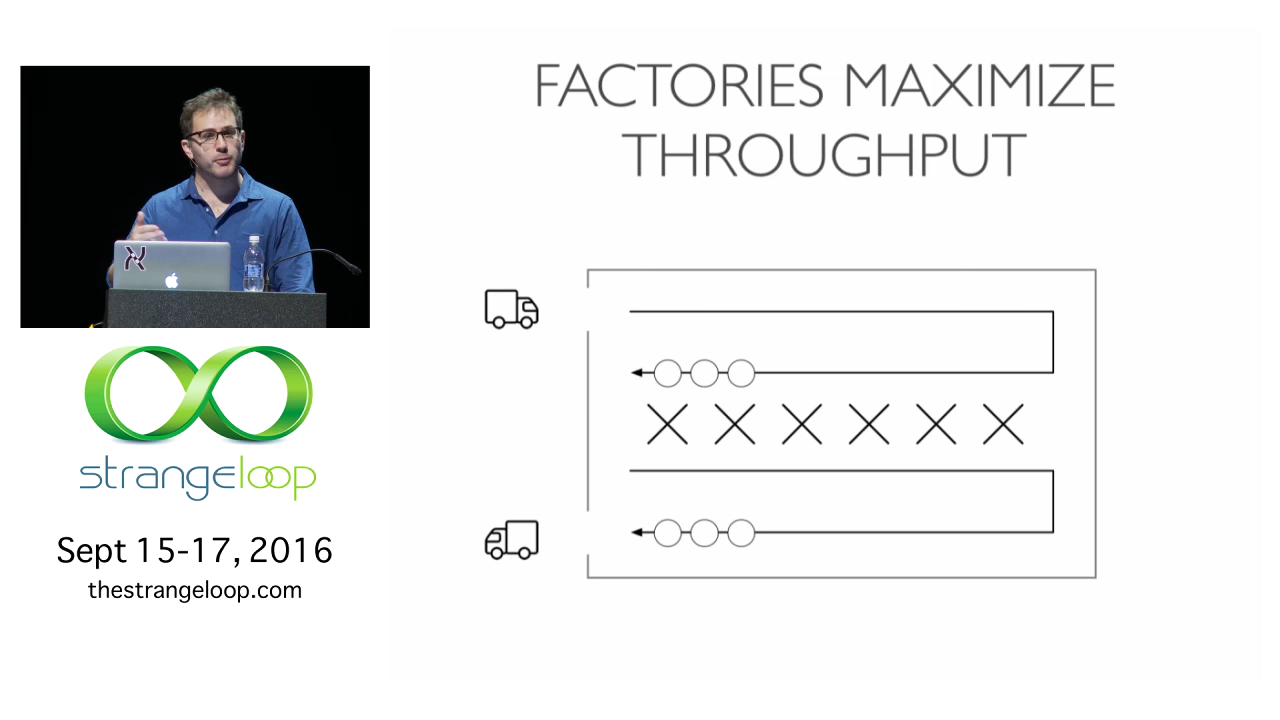 FACTORIES MAXIMIZE
THROUGHPUT
strangeloop
Sept 15-17, 2016
thestrangeloop.com